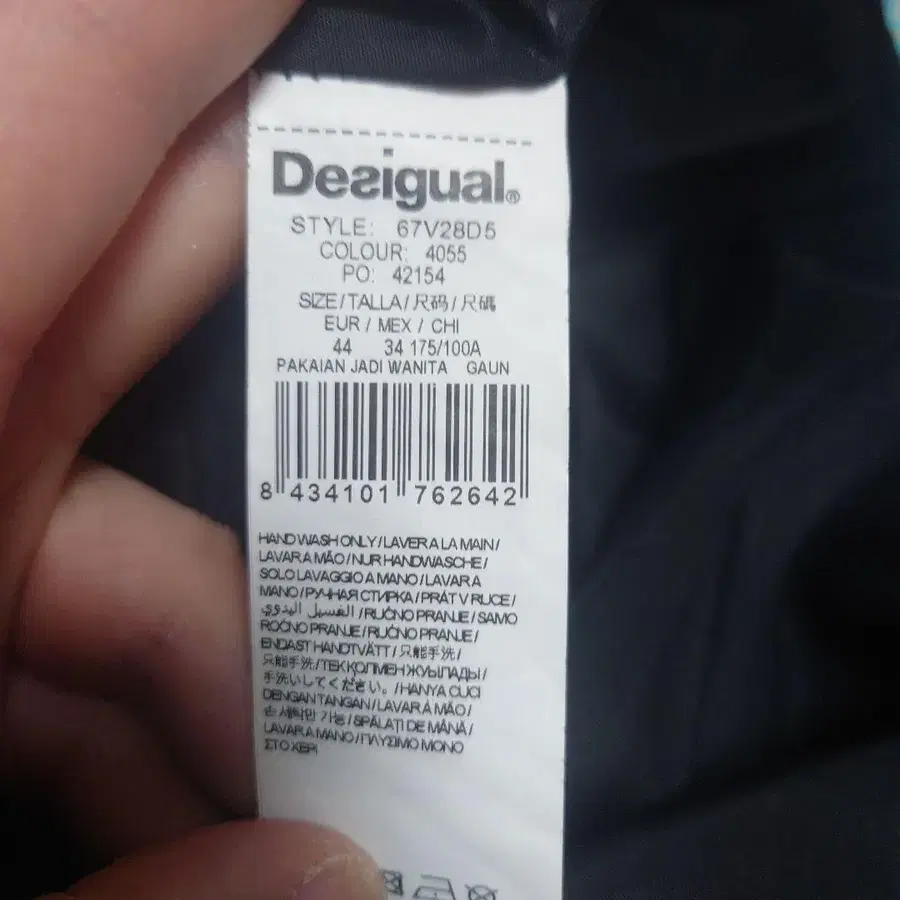 Desigual®
STYLE: 67V28D5
COLOUR: 4055
PO: 42154
SIZE/TALLA/尺码/尺碼
EUR / MEX / CHI
44 34 175/100A
PAKAIAN JADI WANITA GAUN
8 434101 762642
HAND WASH ONLY/LAVER A LA MAIN/
LAVAR A MÃO/NUR HANDWASCHE/
SOLO LAVAGGIO A MANO/LAVAR A
MANO/РУЧНАЯ СТИРКА/PRÁT V RUCE/
الغسيل اليدوي/RUČNO PRANJE/SAMO
ROČNO PRANJE/RUČNO PRANJE/
ENDAST HANDTVÄTT/只能手洗/
只能手洗/ТЕК ҚОЛМЕН ЖУЫЛАДЫ/
手洗いしてください。/HANYA CUCI
DENGAN TANGAN/LAVAR À MÃO/
손 세탁만 가능/SPĂLAȚI DE MÂNĂ/
LAVAR A MANO/ΠΛΥΣΙΜΟ ΜΟΝΟ
ΣΤΟ ΧΕΡΙ